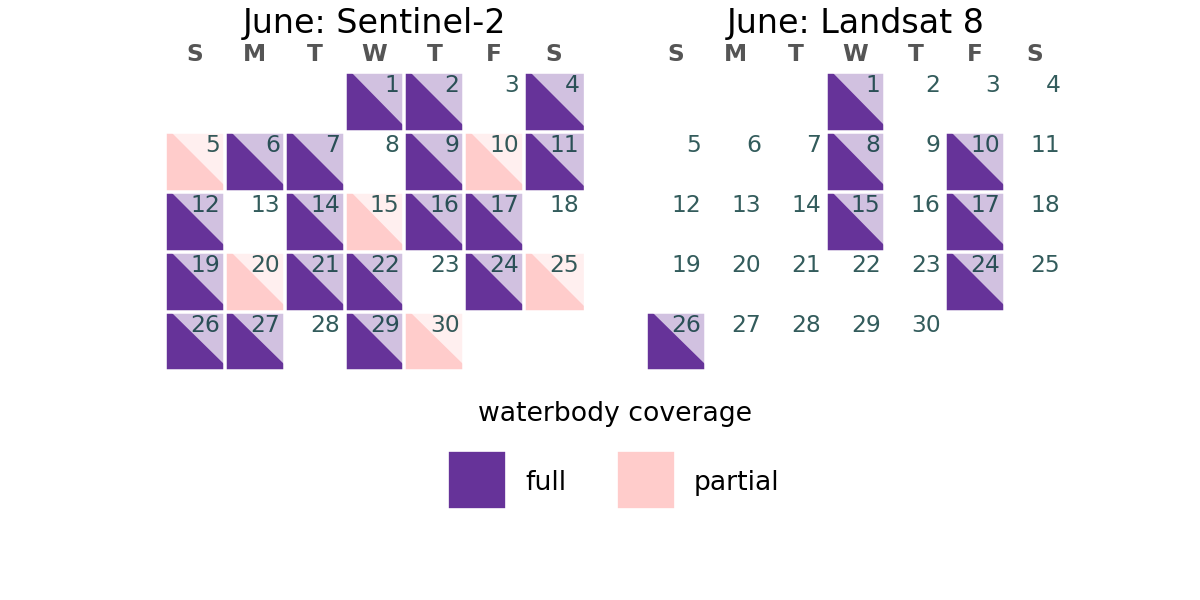 June: Sentinel-2
S M T W T F S
1 2 3 4
5 6 7 8 9 10 11
12 13 14 15 16 17 18
19 20 21 22 23 24 25
26 27 28 29 30
June: Landsat 8
S M T W T F S
1 2 3 4
5 6 7 8 9 10 11
12 13 14 15 16 17 18
19 20 21 22 23 24 25
26 27 28 29 30
waterbody coverage
full partial